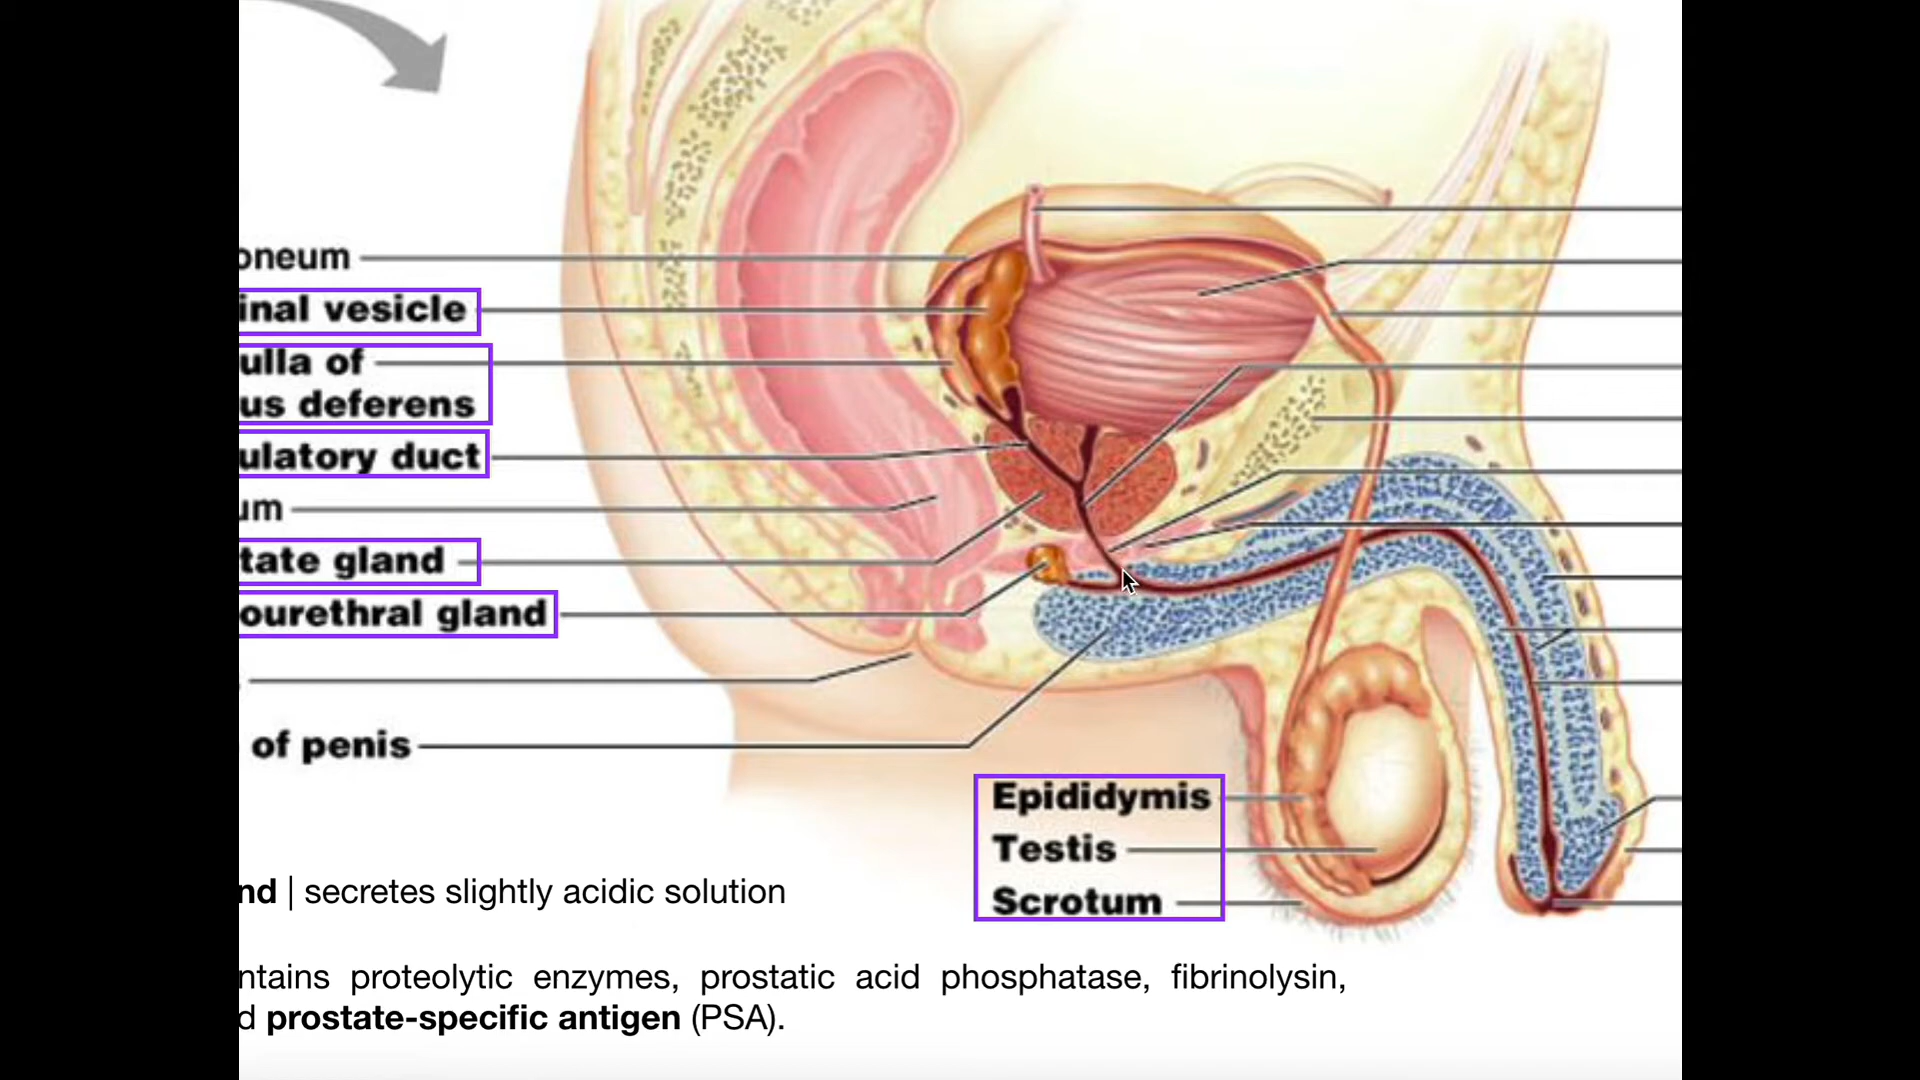 oneum
inal vesicle
ulla of
us deferens
ulatory duct
um
tate gland
ourethral gland
of penis
Epididymis
Testis
Scrotum
nd | secretes slightly acidic solution
ntains proteolytic enzymes, prostatic acid phosphatase, fibrinolysin,
d prostate-specific antigen (PSA).